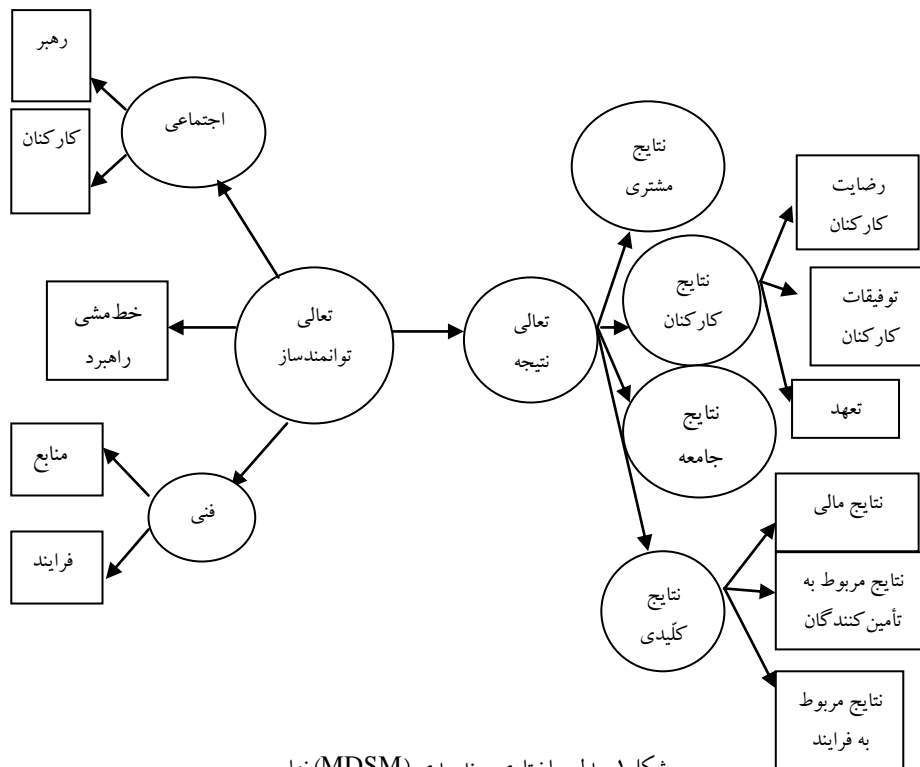 رهبر
کارکنان
اجتماعی
خط‌مشی
راهبرد
تعالی
توانمندساز
منابع
فرایند
فنی
تعالی
نتیجه
نتایج
مشتری
نتایج
کارکنان
نتایج
جامعه
نتایج
کلّیدی
رضایت
کارکنان
توفیقات
کارکنان
تعهد
نتایج مالی
نتایج مربوط به
تأمین‌کنندگان
نتایج مربوط
به فرایند
(MDSM)